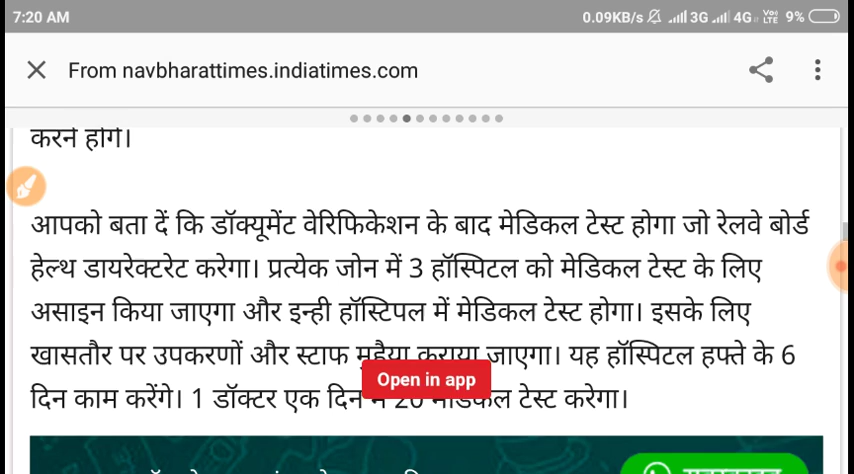 7:20 AM
0.09KB/s 3G 4G VoLTE 9%
From navbharattimes.indiatimes.com
करने होंगे।
आपको बता दें कि डॉक्यूमेंट वेरिफिकेशन के बाद मेडिकल टेस्ट होगा जो रेलवे बोर्ड
हेल्थ डायरेक्टरेट करेगा। प्रत्येक जोन में 3 हॉस्पिटल को मेडिकल टेस्ट के लिए
असाइन किया जाएगा और इन्ही हॉस्टिपल में मेडिकल टेस्ट होगा। इसके लिए
खासतौर पर उपकरणों और स्टाफ मुहैया कराया जाएगा। यह हॉस्पिटल हफ्ते के 6
Open in app
दिन काम करेंगे। 1 डॉक्टर एक दिन में 20 मेडिकल टेस्ट करेगा।